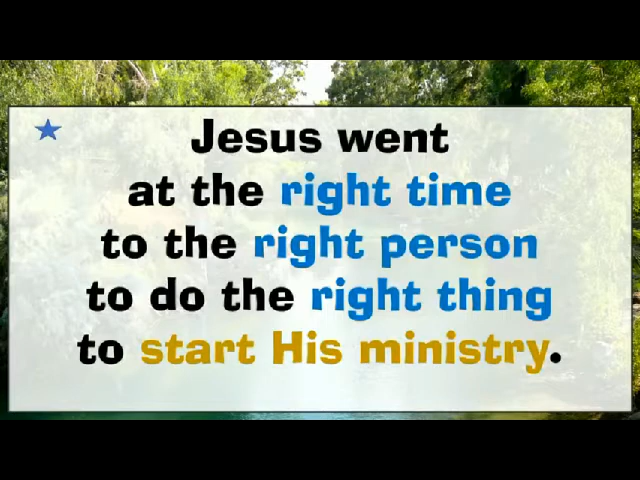 Jesus went
at the right time
to the right person
to do the right thing
to start His ministry.